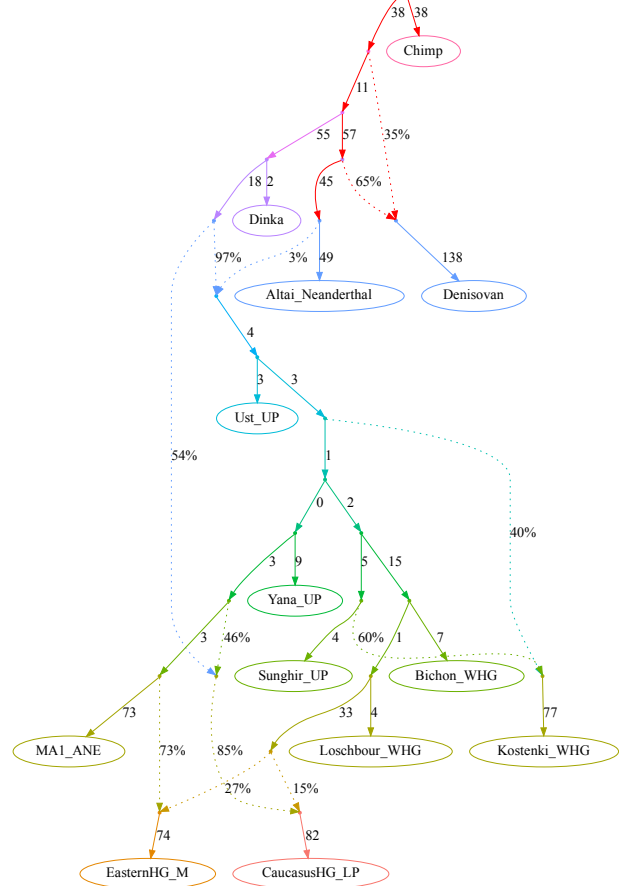 38 38
Chimp
11
55 57 35%
18 2 45 65%
Dinka
97% 3% 49 138
Altai_Neanderthal Denisovan
4
3 3
Ust_UP
54% 1
0 2
40%
3 9 5 15
Yana_UP
3 46% 4 60% 1 7
Sunghir_UP Bichon_WHG
73 33 4 77
MA1_ANE 73% 85% Loschbour_WHG Kostenki_WHG
27% 15%
74 82
EasternHG_M CaucasusHG_LP